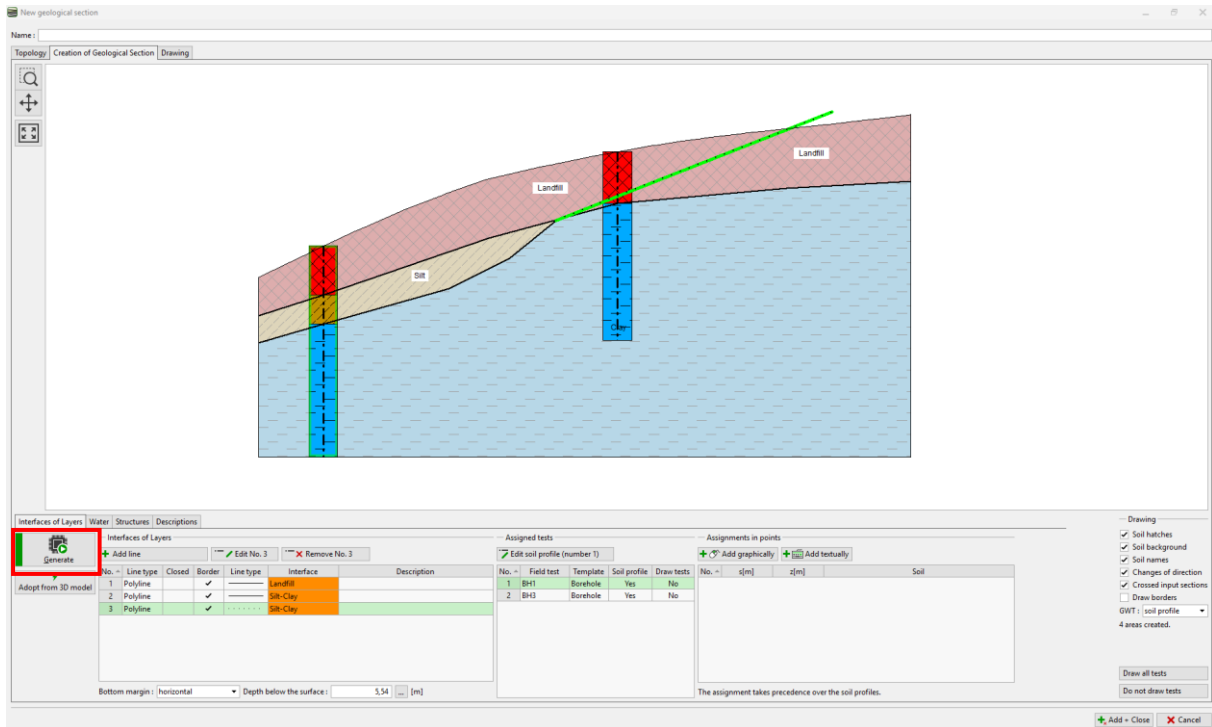 New geological section
Name :
Topology Creation of Geological Section Drawing
Landfill
Landfill
Silt
Clay
Interfaces of Layers Water Structures Descriptions
Generate
Adopt from 3D model
Interfaces of Layers
Add line Edit No. 3 Remove No. 3
No. Line type Closed Border Line type Interface Description
1 Polyline Landfill
2 Polyline Silt-Clay
3 Polyline Silt-Clay
Bottom margin : horizontal Depth below the surface : 5,54 ... [m]
Assigned tests
Edit soil profile (number 1)
No. Field test Template Soil profile Draw tests
1 BH1 Borehole Yes No
2 BH3 Borehole Yes No
Assignments in points
Add graphically Add textually
No. s[m] z[m] Soil
The assignment takes precedence over the soil profiles.
Drawing
Soil hatches
Soil background
Soil names
Changes of direction
Crossed input sections
Draw borders
GWT : soil profile
4 areas created.
Draw all tests
Do not draw tests
Add + Close Cancel